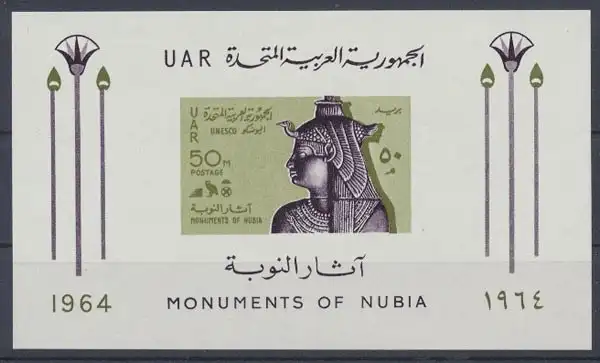 UAR الجمهورية العربية المتحدة
UAR
الجمهورية العربية المتحدة
بريد
UNESCO اليونسكو
50M
POSTAGE
٥٠ م
آثار النوبة
MONUMENTS OF NUBIA
آثار النوبة
1964 MONUMENTS OF NUBIA ١٩٦٤